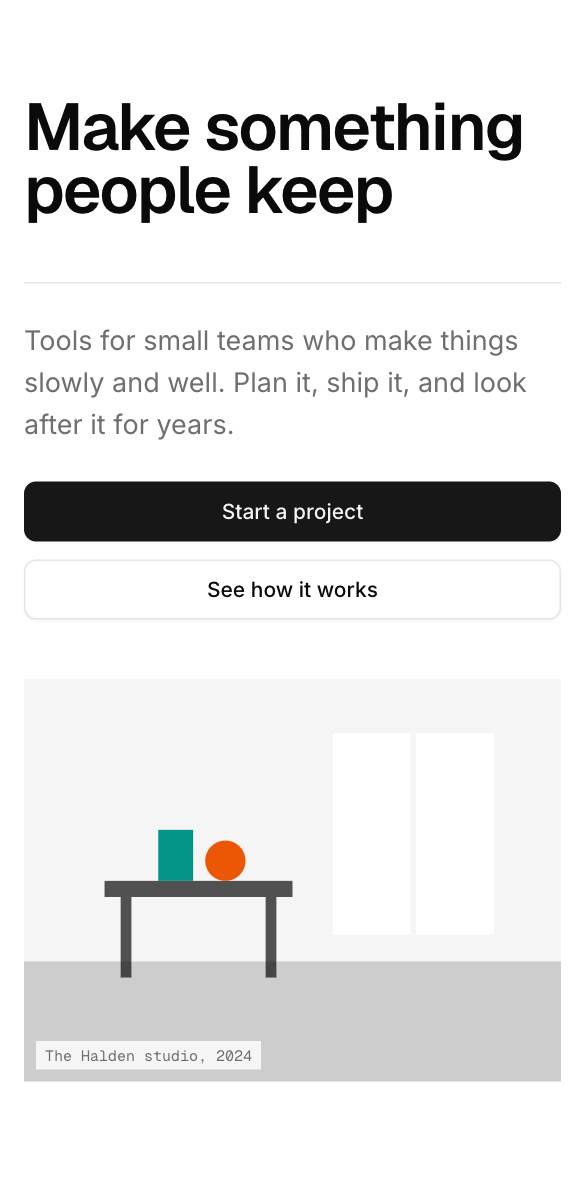 Make something
people keep
Tools for small teams who make things
slowly and well. Plan it, ship it, and look
after it for years.
Start a project
See how it works
The Halden studio, 2024